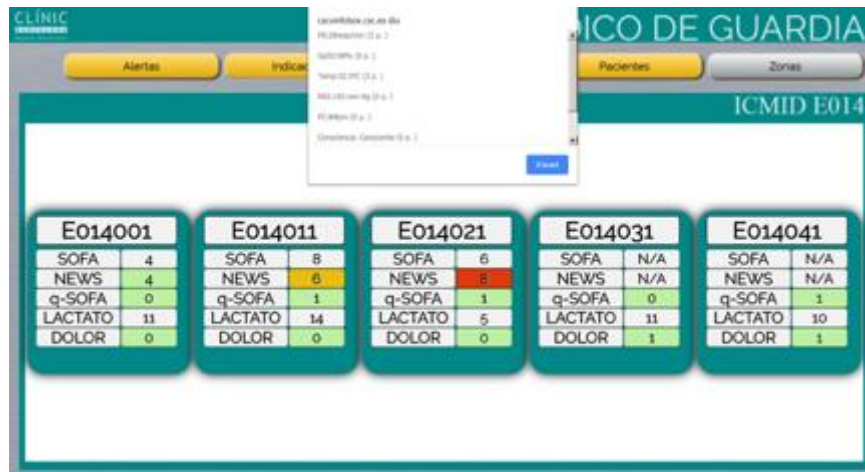 CLÍNIC
BARCELONA
ICO DE GUARDIA
Alertas
Indicac
Pacientes
Zonas
ICMID E014
E014001
SOFA 4
NEWS 4
q-SOFA 0
LACTATO 11
DOLOR 0
E014011
SOFA 8
NEWS 6
q-SOFA 1
LACTATO 14
DOLOR 0
E014021
SOFA 6
NEWS 8
q-SOFA 1
LACTATO 5
DOLOR 0
E014031
SOFA N/A
NEWS N/A
q-SOFA 0
LACTATO 11
DOLOR 1
E014041
SOFA N/A
NEWS N/A
q-SOFA 1
LACTATO 10
DOLOR 1